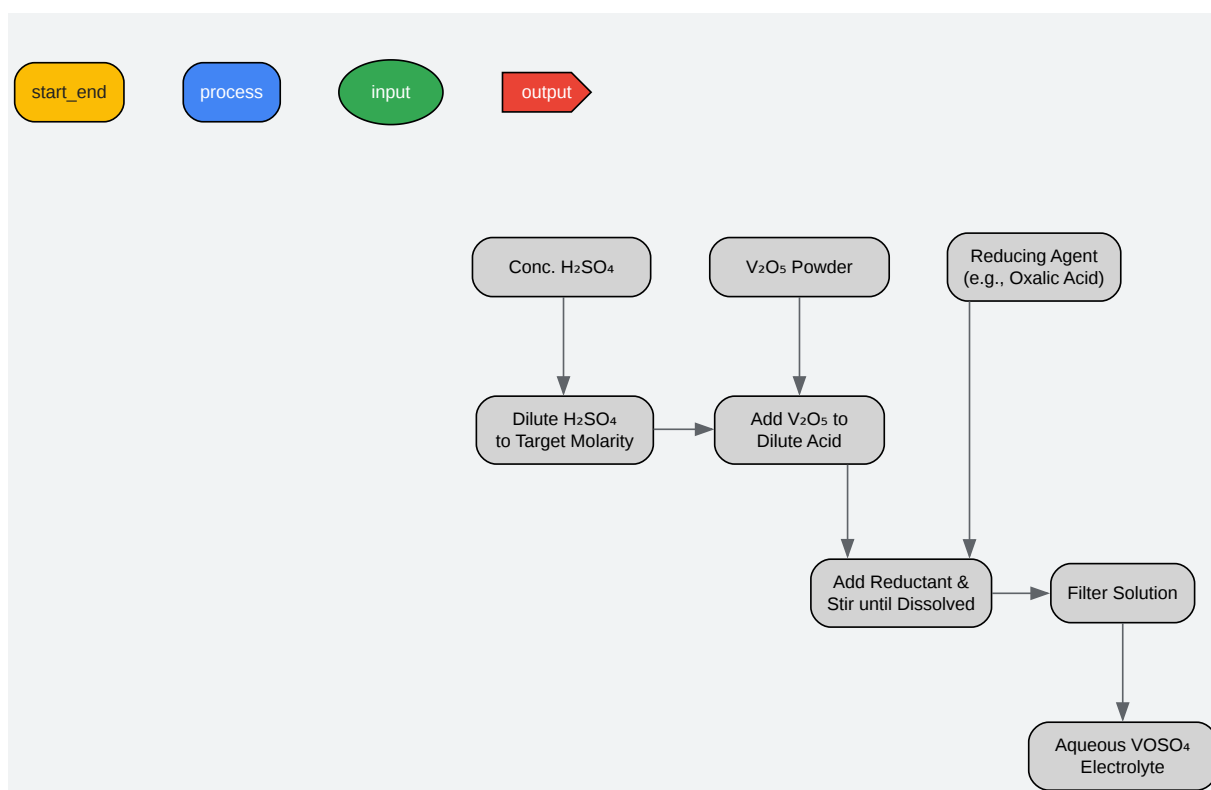 start_end
process
input
output
Conc. H₂SO₄
V₂O₅ Powder
Reducing Agent
(e.g., Oxalic Acid)
Dilute H₂SO₄
to Target Molarity
Add V₂O₅ to
Dilute Acid
Add Reductant &
Stir until Dissolved
Filter Solution
Aqueous VOSO₄
Electrolyte